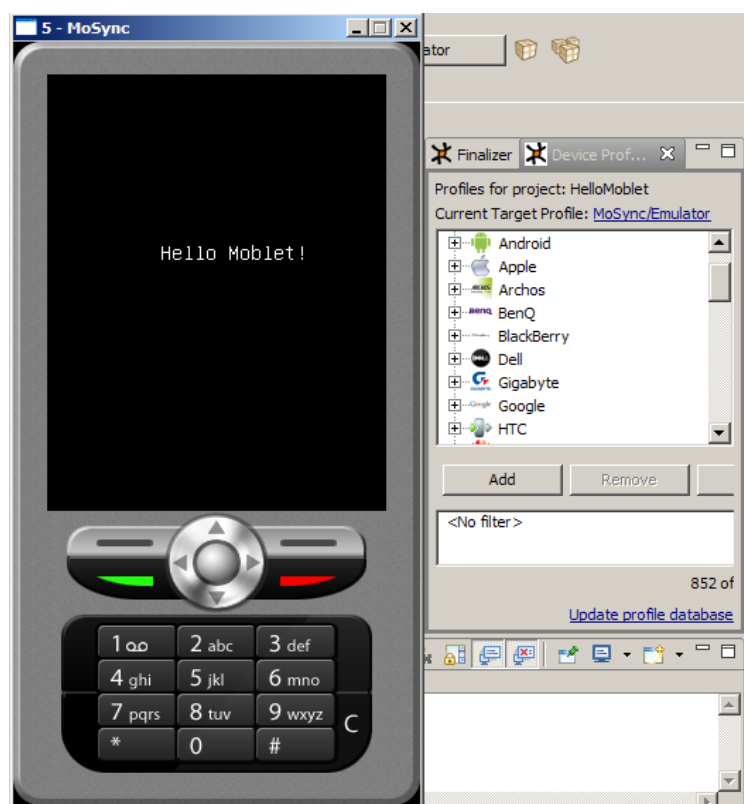 5 - MoSync
ator
Finalizer
Device Prof...
Profiles for project: HelloMoblet
Current Target Profile: MoSync/Emulator
Android
Apple
Archos
BenQ
BlackBerry
Dell
Gigabyte
Google
HTC
Add
Remove
<No filter>
852 of
Update profile database
Hello Moblet!
1
2 abc
3 def
4 ghi
5 jkl
6 mno
7 pqrs
8 tuv
9 wxyz
C
*
0
#